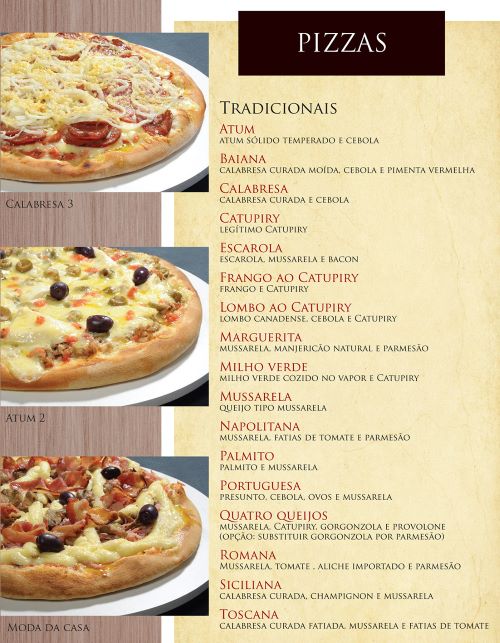 PIZZAS
Tradicionais
Atum
atum sólido temperado e cebola
Baiana
calabresa curada moída, cebola e pimenta vermelha
Calabresa
calabresa curada e cebola
Catupiry
legítimo Catupiry
Escarola
escarola, mussarela e bacon
Frango ao Catupiry
frango e Catupiry
Lombo ao Catupiry
lombo canadense, cebola e Catupiry
Marguerita
mussarela, manjericão natural e parmesão
Milho verde
milho verde cozido no vapor e Catupiry
Mussarela
queijo tipo mussarela
Napolitana
mussarela, fatias de tomate e parmesão
Palmito
palmito e mussarela
Portuguesa
presunto, cebola, ovos e mussarela
Quatro queijos
mussarela, Catupiry, gorgonzola e provolone
(opção: substituir gorgonzola por parmesão)
Romana
Mussarela, tomate , aliche importado e parmesão
Siciliana
calabresa curada, champignon e mussarela
Toscana
calabresa curada fatiada, mussarela e fatias de tomate
Calabresa 3
Atum 2
Moda da casa